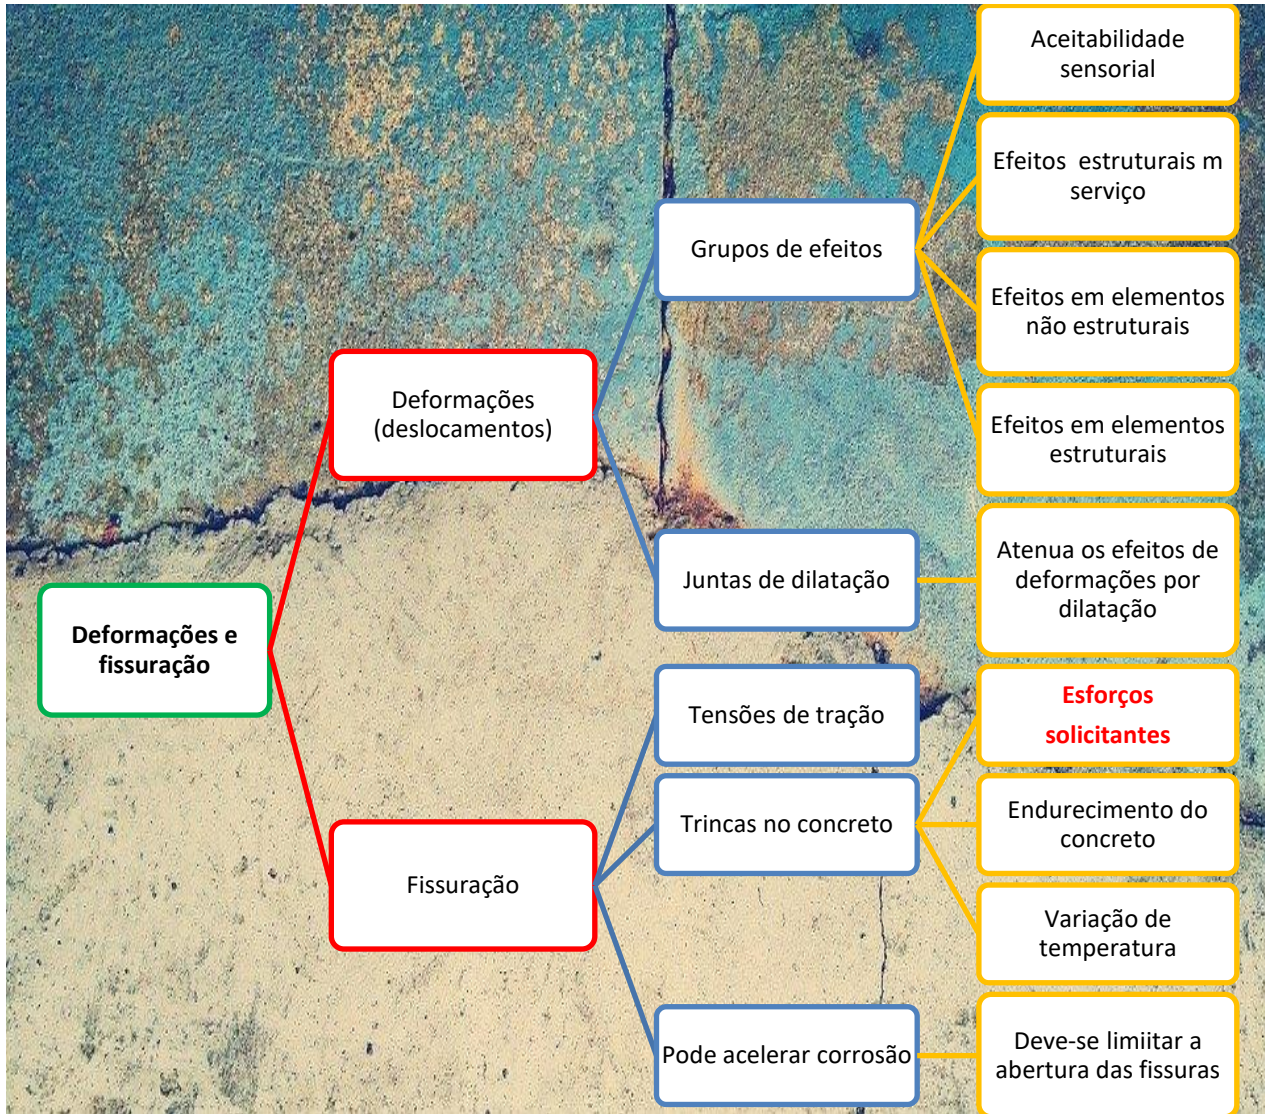 Deformações e
fissuração
Deformações
(deslocamentos)
Grupos de efeitos
Aceitabilidade
sensorial
Efeitos  estruturais m
serviço
Efeitos em elementos
não estruturais
Efeitos em elementos
estruturais
Juntas de dilatação
Atenua os efeitos de
deformações por
dilatação
Fissuração
Tensões de tração
Trincas no concreto
Esforços
solicitantes
Endurecimento do
concreto
Variação de
temperatura
Pode acelerar corrosão
Deve-se limiitar a
abertura das fissuras